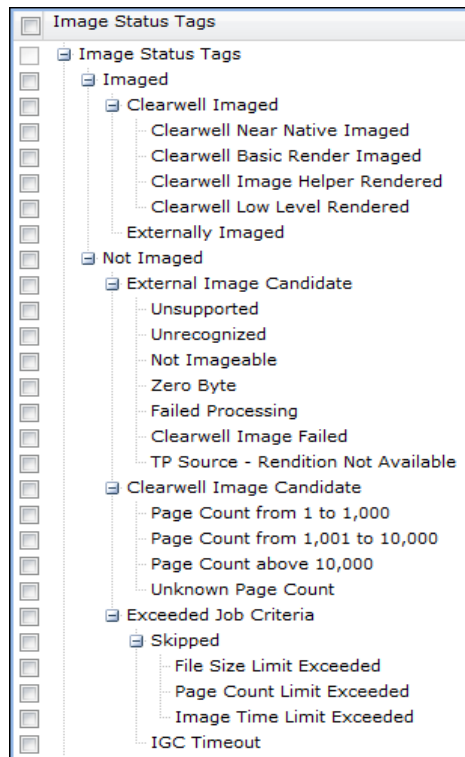 Image Status Tags
Image Status Tags
Imaged
Clearwell Imaged
Clearwell Near Native Imaged
Clearwell Basic Render Imaged
Clearwell Image Helper Rendered
Clearwell Low Level Rendered
Externally Imaged
Not Imaged
External Image Candidate
Unsupported
Unrecognized
Not Imageable
Zero Byte
Failed Processing
Clearwell Image Failed
TP Source - Rendition Not Available
Clearwell Image Candidate
Page Count from 1 to 1,000
Page Count from 1,001 to 10,000
Page Count above 10,000
Unknown Page Count
Exceeded Job Criteria
Skipped
File Size Limit Exceeded
Page Count Limit Exceeded
Image Time Limit Exceeded
IGC Timeout